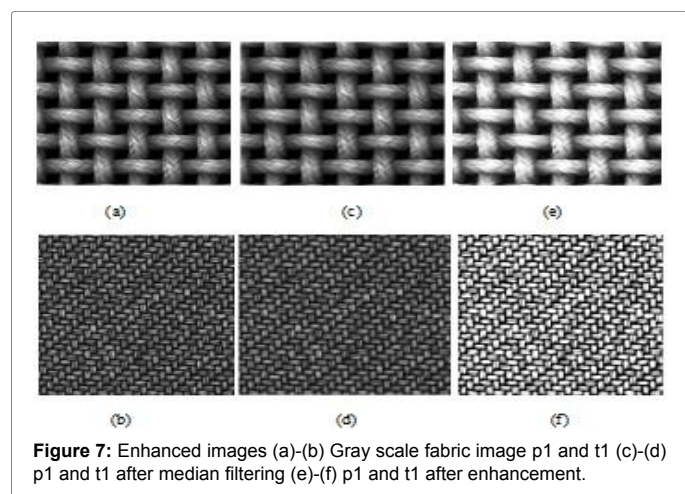 (a) (c) (e)
(b) (d) (f)
Figure 7: Enhanced images (a)-(b) Gray scale fabric image p1 and t1 (c)-(d)
p1 and t1 after median filtering (e)-(f) p1 and t1 after enhancement.